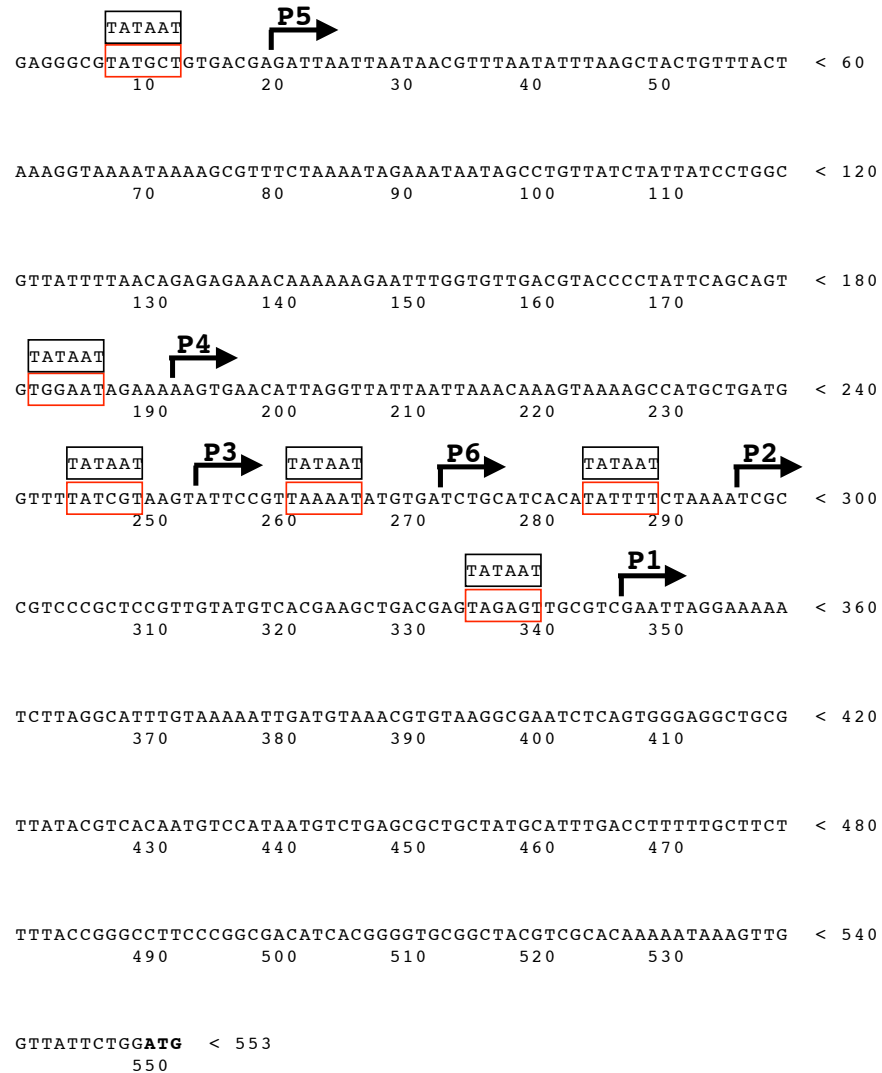 TATAAT P5
GAGGGCGTATGCTGTGACGAGATTAATTAATAACGTTTAATATTTAAGCTACTGTTTACT < 60
10 20 30 40 50
AAAGGTAAAATAAAAGCGTTTCTAAAATAGAAATAATAGCCTGTTATCTATTATCCTGGC < 120
70 80 90 100 110
GTTATTTTAACAGAGAGAAACAAAAAAGAATTTGGTGTTGACGTACCCCTATTCAGCAGT < 180
130 140 150 160 170
TATAAT P4
GTGGAATAGAAAAAGTGAACATTAGGTTATTAATTAAACAAAGTAAAAGCCATGCTGATG < 240
190 200 210 220 230
TATAAT P3 TATAAT P6 TATAAT P2
GTTTTATCGTAAGTATTCCGTTAAAATATGTGATCTGCATCACATATTTTCTAAAATCGC < 300
250 260 270 280 290
TATAAT P1
CGTCCCGCTCCGTTGTATGTCACGAAGCTGACGAGTAGAGTTGCGTCGAATTAGGAAAAA < 360
310 320 330 340 350
TCTTAGGCATTTGTAAAAATTGATGTAAACGTGTAAGGCGAATCTCAGTGGGAGGCTGCG < 420
370 380 390 400 410
TTATACGTCACAATGTCCATAATGTCTGAGCGCTGCTATGCATTTGACCTTTTTGCTTCT < 480
430 440 450 460 470
TTTACCGGGCCTTCCCGGCGACATCACGGGGTGCGGCTACGTCGCACAAAAATAAAGTTG < 540
490 500 510 520 530
GTTATTCTGGATG < 553
550